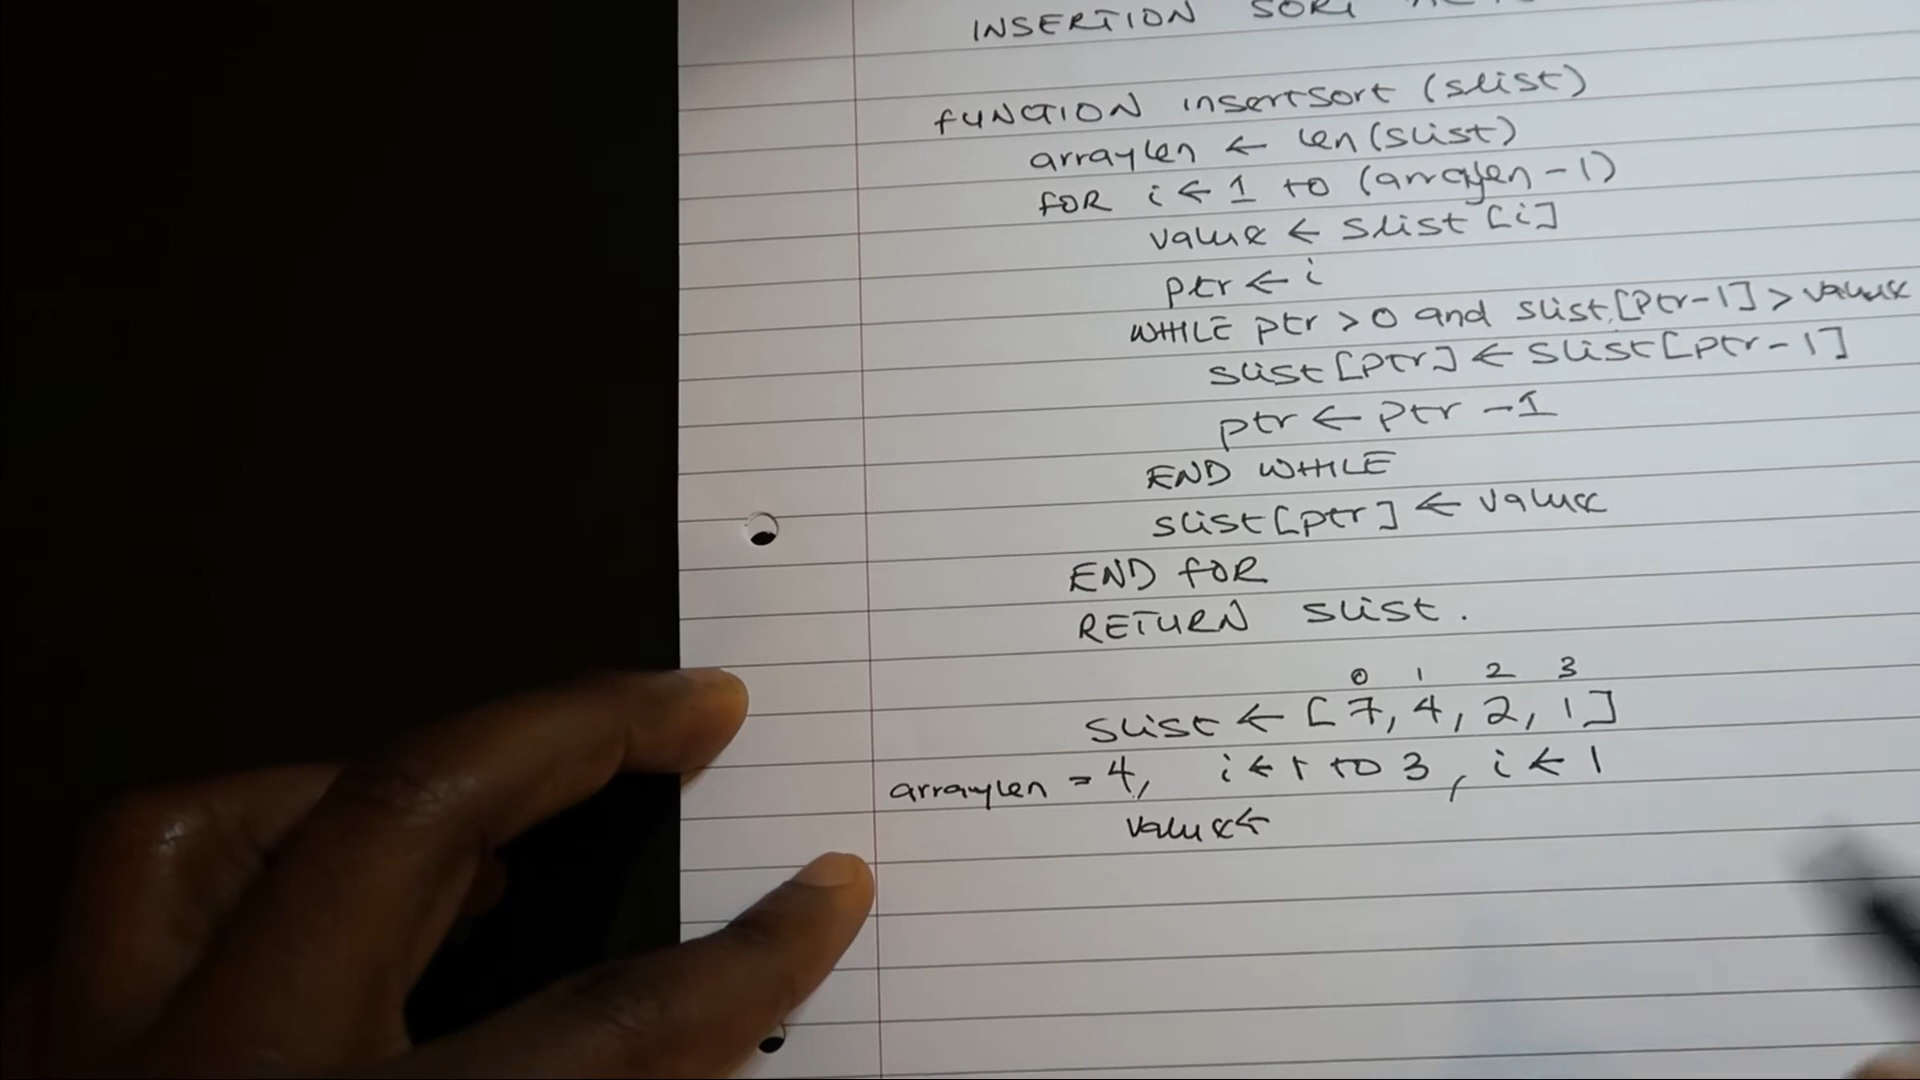 INSERTION SORT
FUNCTION insertsort (slist)
arraylen ← len(slist)
FOR i ← 1 to (arraylen - 1)
value ← slist [i]
ptr ← i
WHILE ptr > 0 and slist[ptr-1] > value
slist [ptr] ← slist[ptr-1]
ptr ← ptr - 1
END WHILE
slist[ptr] ← value
END FOR
RETURN slist.
0 1 2 3
slist ← [7, 4, 2, 1]
arraylen = 4, i ← 1 to 3, i ← 1
value ←